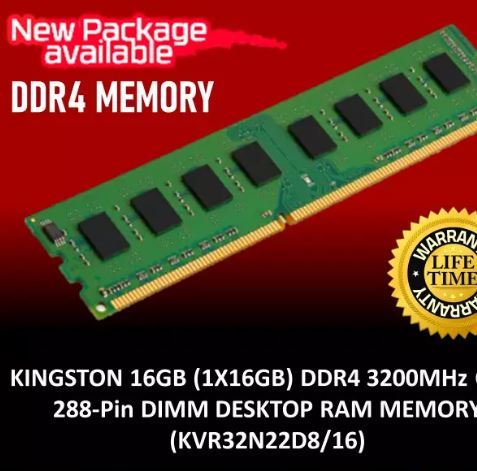 New Package
available
DDR4 MEMORY
WARRANTY
LIFE
TIME
WARRANTY
KINGSTON 16GB (1X16GB) DDR4 3200MHz
288-Pin DIMM DESKTOP RAM MEMORY
(KVR32N22D8/16)